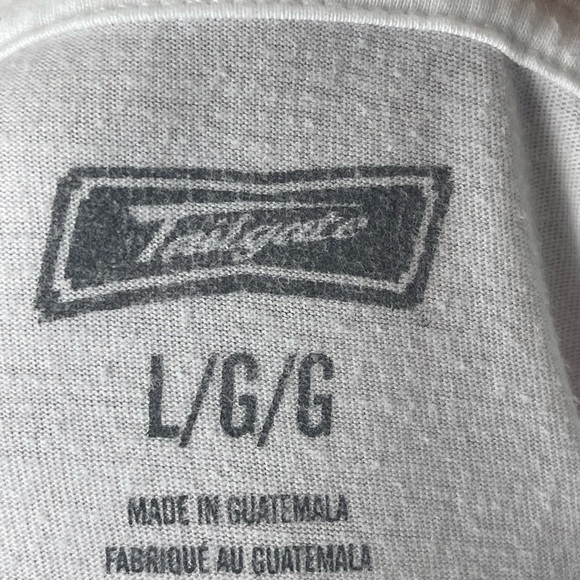 Tailgate
L/G/G
MADE IN GUATEMALA
FABRIQUÉ AU GUATEMALA